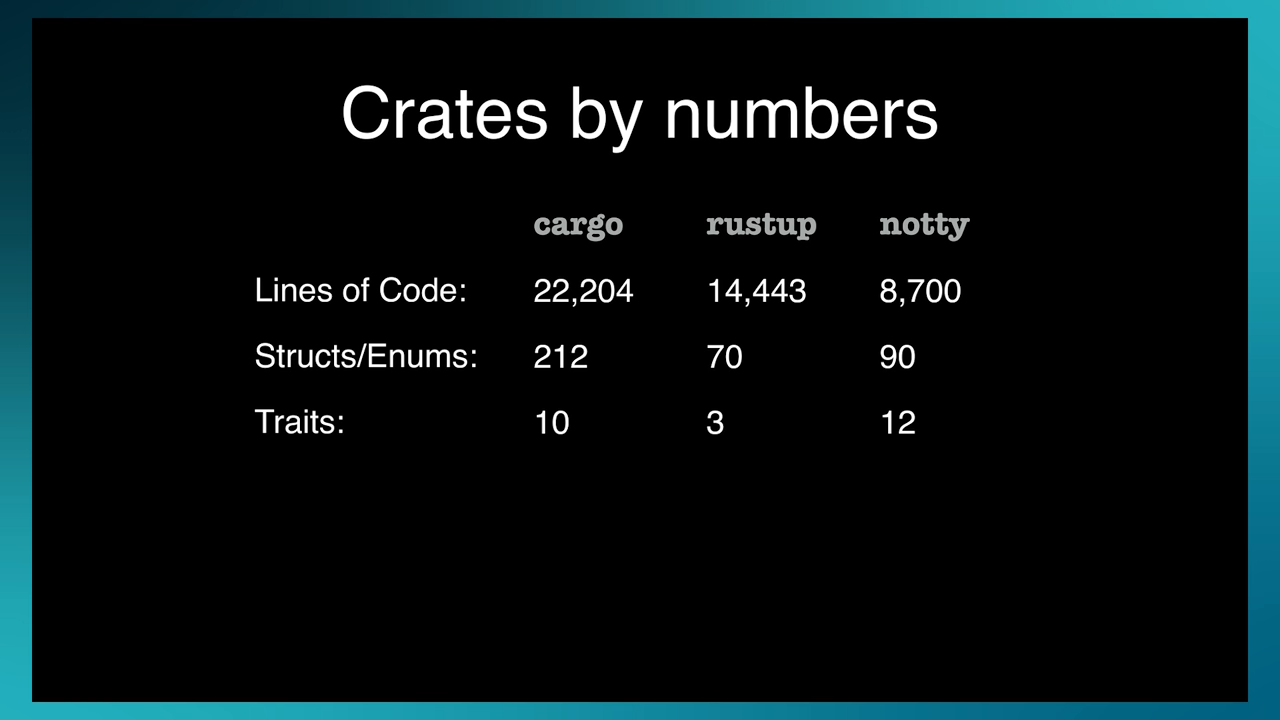 Crates by numbers
cargo rustup notty
Lines of Code: 22,204 14,443 8,700
Structs/Enums: 212 70 90
Traits: 10 3 12